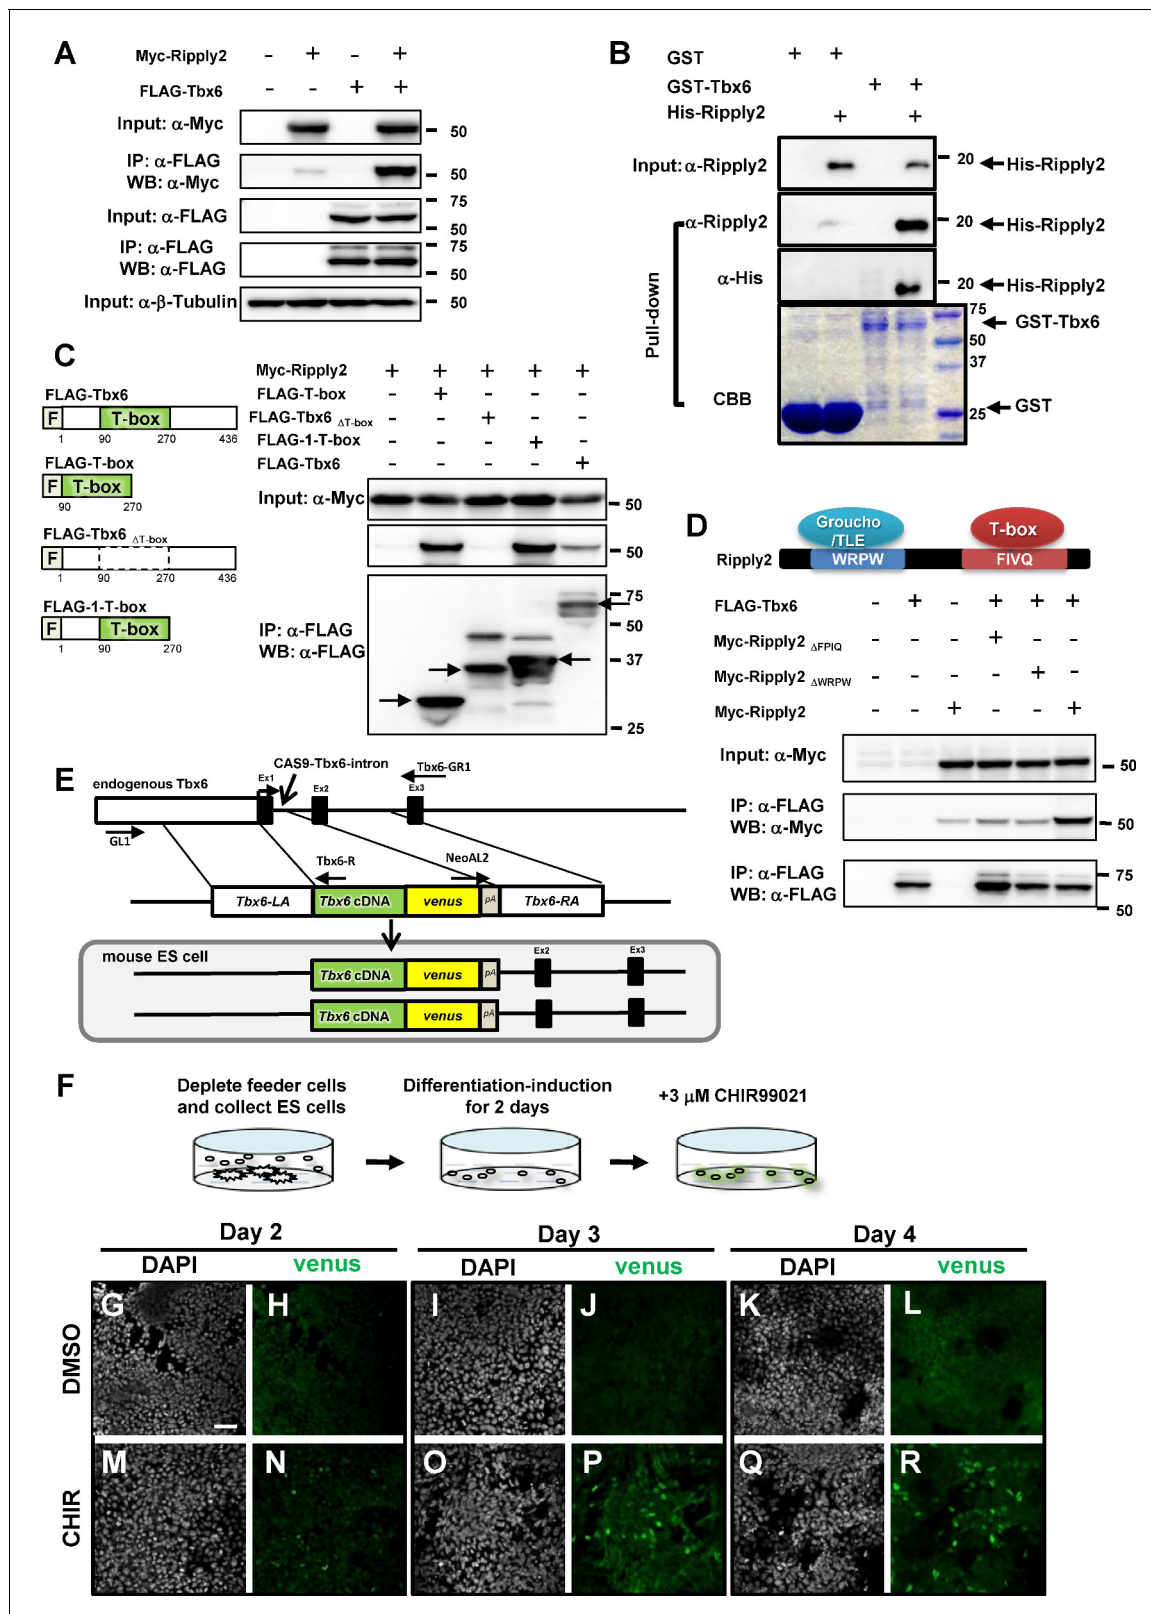 A
Myc-Ripply2 - + - +
FLAG-Tbx6 - - + +
Input: α-Myc
50
IP: α-FLAG
WB: α-Myc
50
75
Input: α-FLAG
50
IP: α-FLAG
WB: α-FLAG
75
50
Input: α-β-Tubulin
50
B
GST + +
GST-Tbx6 + +
His-Ripply2 + +
Input: α-Ripply2
20
His-Ripply2
Pull-down
α-Ripply2
20
His-Ripply2
α-His
20
His-Ripply2
75
GST-Tbx6
50
37
CBB
25
GST
C
FLAG-Tbx6
F T-box
1 90 270 436
FLAG-T-box
F T-box
90 270
FLAG-Tbx6 ΔT-box
F
1 90 270 436
FLAG-1-T-box
F T-box
1 90 270
Myc-Ripply2 + + + + +
FLAG-T-box - + - - -
FLAG-Tbx6 ΔT-box - - + - -
FLAG-1-T-box - - - + -
FLAG-Tbx6 - - - - +
Input: α-Myc
50
50
75
IP: α-FLAG
WB: α-FLAG
50
37
25
D
Groucho
/TLE
T-box
Ripply2
WRPW
FIVQ
FLAG-Tbx6 - + - + + +
Myc-Ripply2 ΔFPIQ - - - + - -
Myc-Ripply2 ΔWRPW - - - - + -
Myc-Ripply2 - - + - - +
Input: α-Myc
50
IP: α-FLAG
WB: α-Myc
50
IP: α-FLAG
WB: α-FLAG
75
50
E
endogenous Tbx6
Ex1
CAS9-Tbx6-intron
Ex2
Tbx6-GR1
Ex3
GL1
Tbx6-R
NeoAL2
Tbx6-LA
Tbx6 cDNA
venus
pA
Tbx6-RA
mouse ES cell
Ex2
Ex3
Tbx6 cDNA
venus
pA
Tbx6 cDNA
venus
pA
F
Deplete feeder cells
and collect ES cells
Differentiation-induction
for 2 days
+3 μM CHIR99021
Day 2
Day 3
Day 4
DAPI
venus
DAPI
venus
DAPI
venus
DMSO
G
H
I
J
K
L
CHIR
M
N
O
P
Q
R